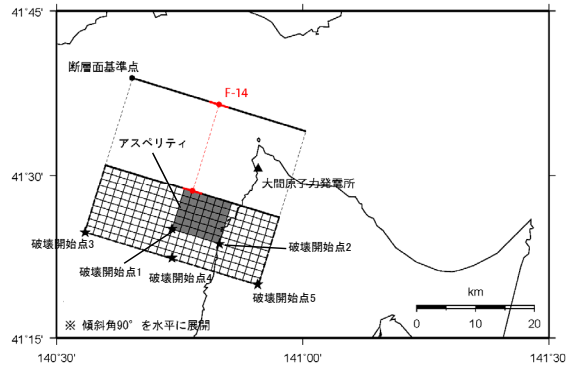 41°45'
断層面基準点
F-14
アスペリティ
41°30'
大間原子力発電所
破壊開始点3
破壊開始点2
破壊開始点1
破壊開始点4
破壊開始点5
km
0 10 20
※ 傾斜角90°を水平に展開
41°15'
140°30' 141°00' 141°30'